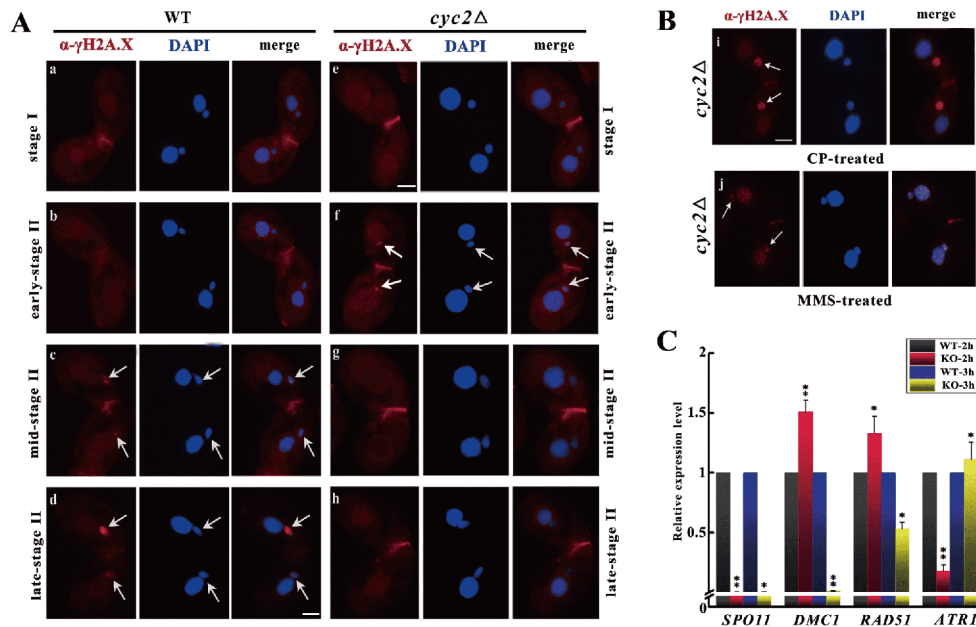 A
WT
cyc2Δ
α-γH2A.X DAPI merge α-γH2A.X DAPI merge
a
e
stage I
stage I
b
f
early-stage II
early-stage II
c
g
mid-stage II
mid-stage II
d
h
late-stage II
late-stage II
B
α-γH2A.X DAPI merge
i
cyc2Δ
CP-treated
j
cyc2Δ
MMS-treated
C
Relative expression level
2
1.5
1
0.5
0
WT-2h
KO-2h
WT-3h
KO-3h
** * ** ** * * ** *
SPO11 DMC1 RAD51 ATR1